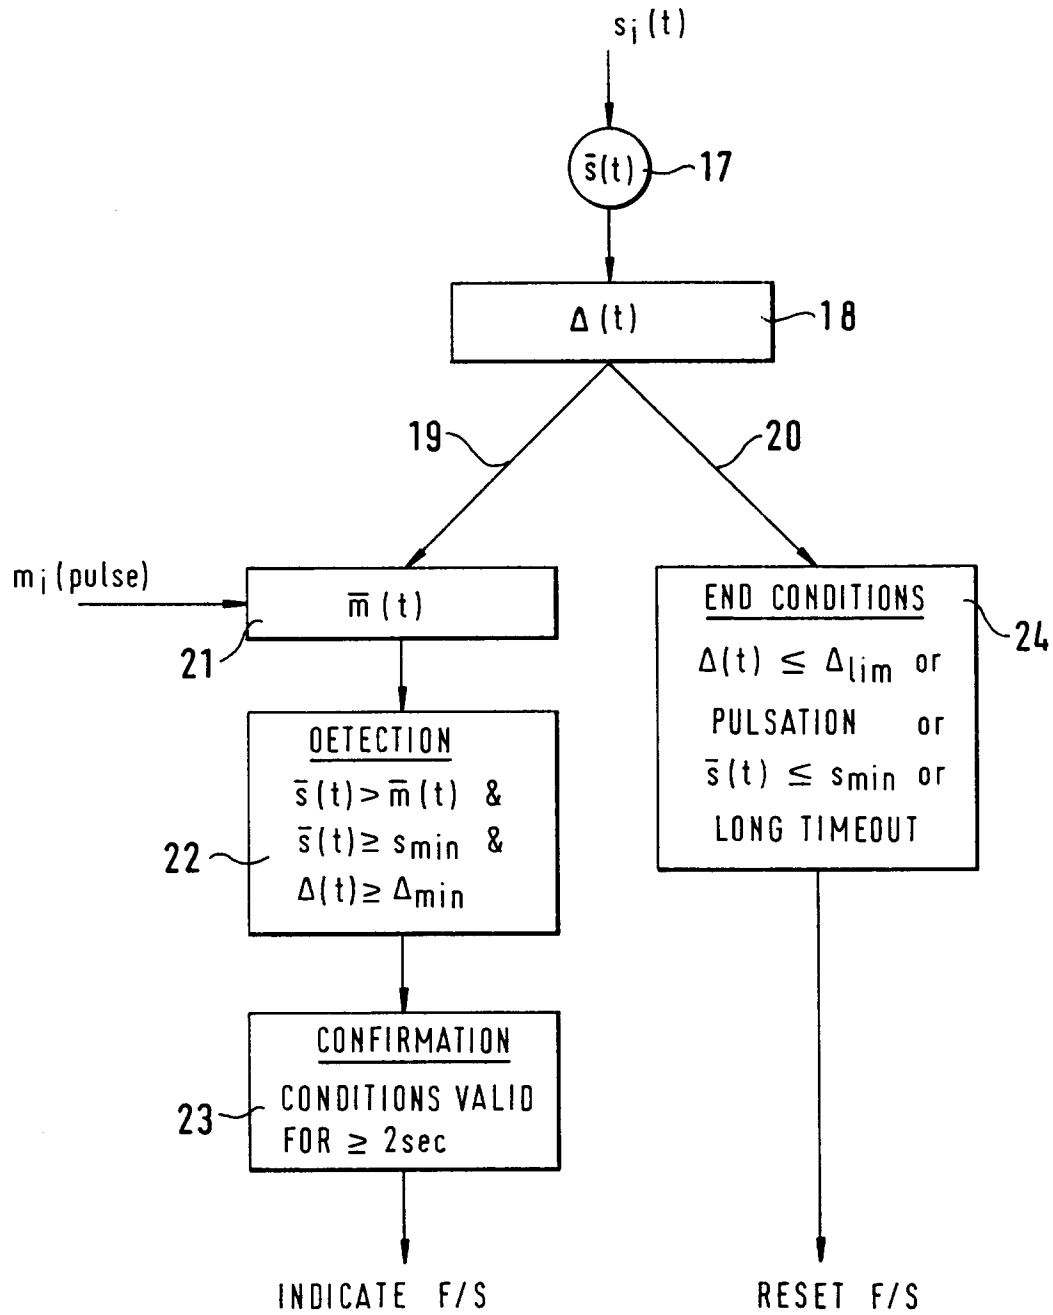 s_i(t)
s̄(t)
17
Δ(t)
18
19
20
m_i(pulse)
m̄(t)
21
DETECTION
s̄(t) > m̄(t) &
s̄(t) ≥ s_min &
Δ(t) ≥ Δ_min
22
CONFIRMATION
CONDITIONS VALID
FOR ≥ 2sec
23
INDICATE F/S
END CONDITIONS
Δ(t) ≤ Δ_lim or
PULSATION or
s̄(t) ≤ s_min or
LONG TIMEOUT
24
RESET F/S